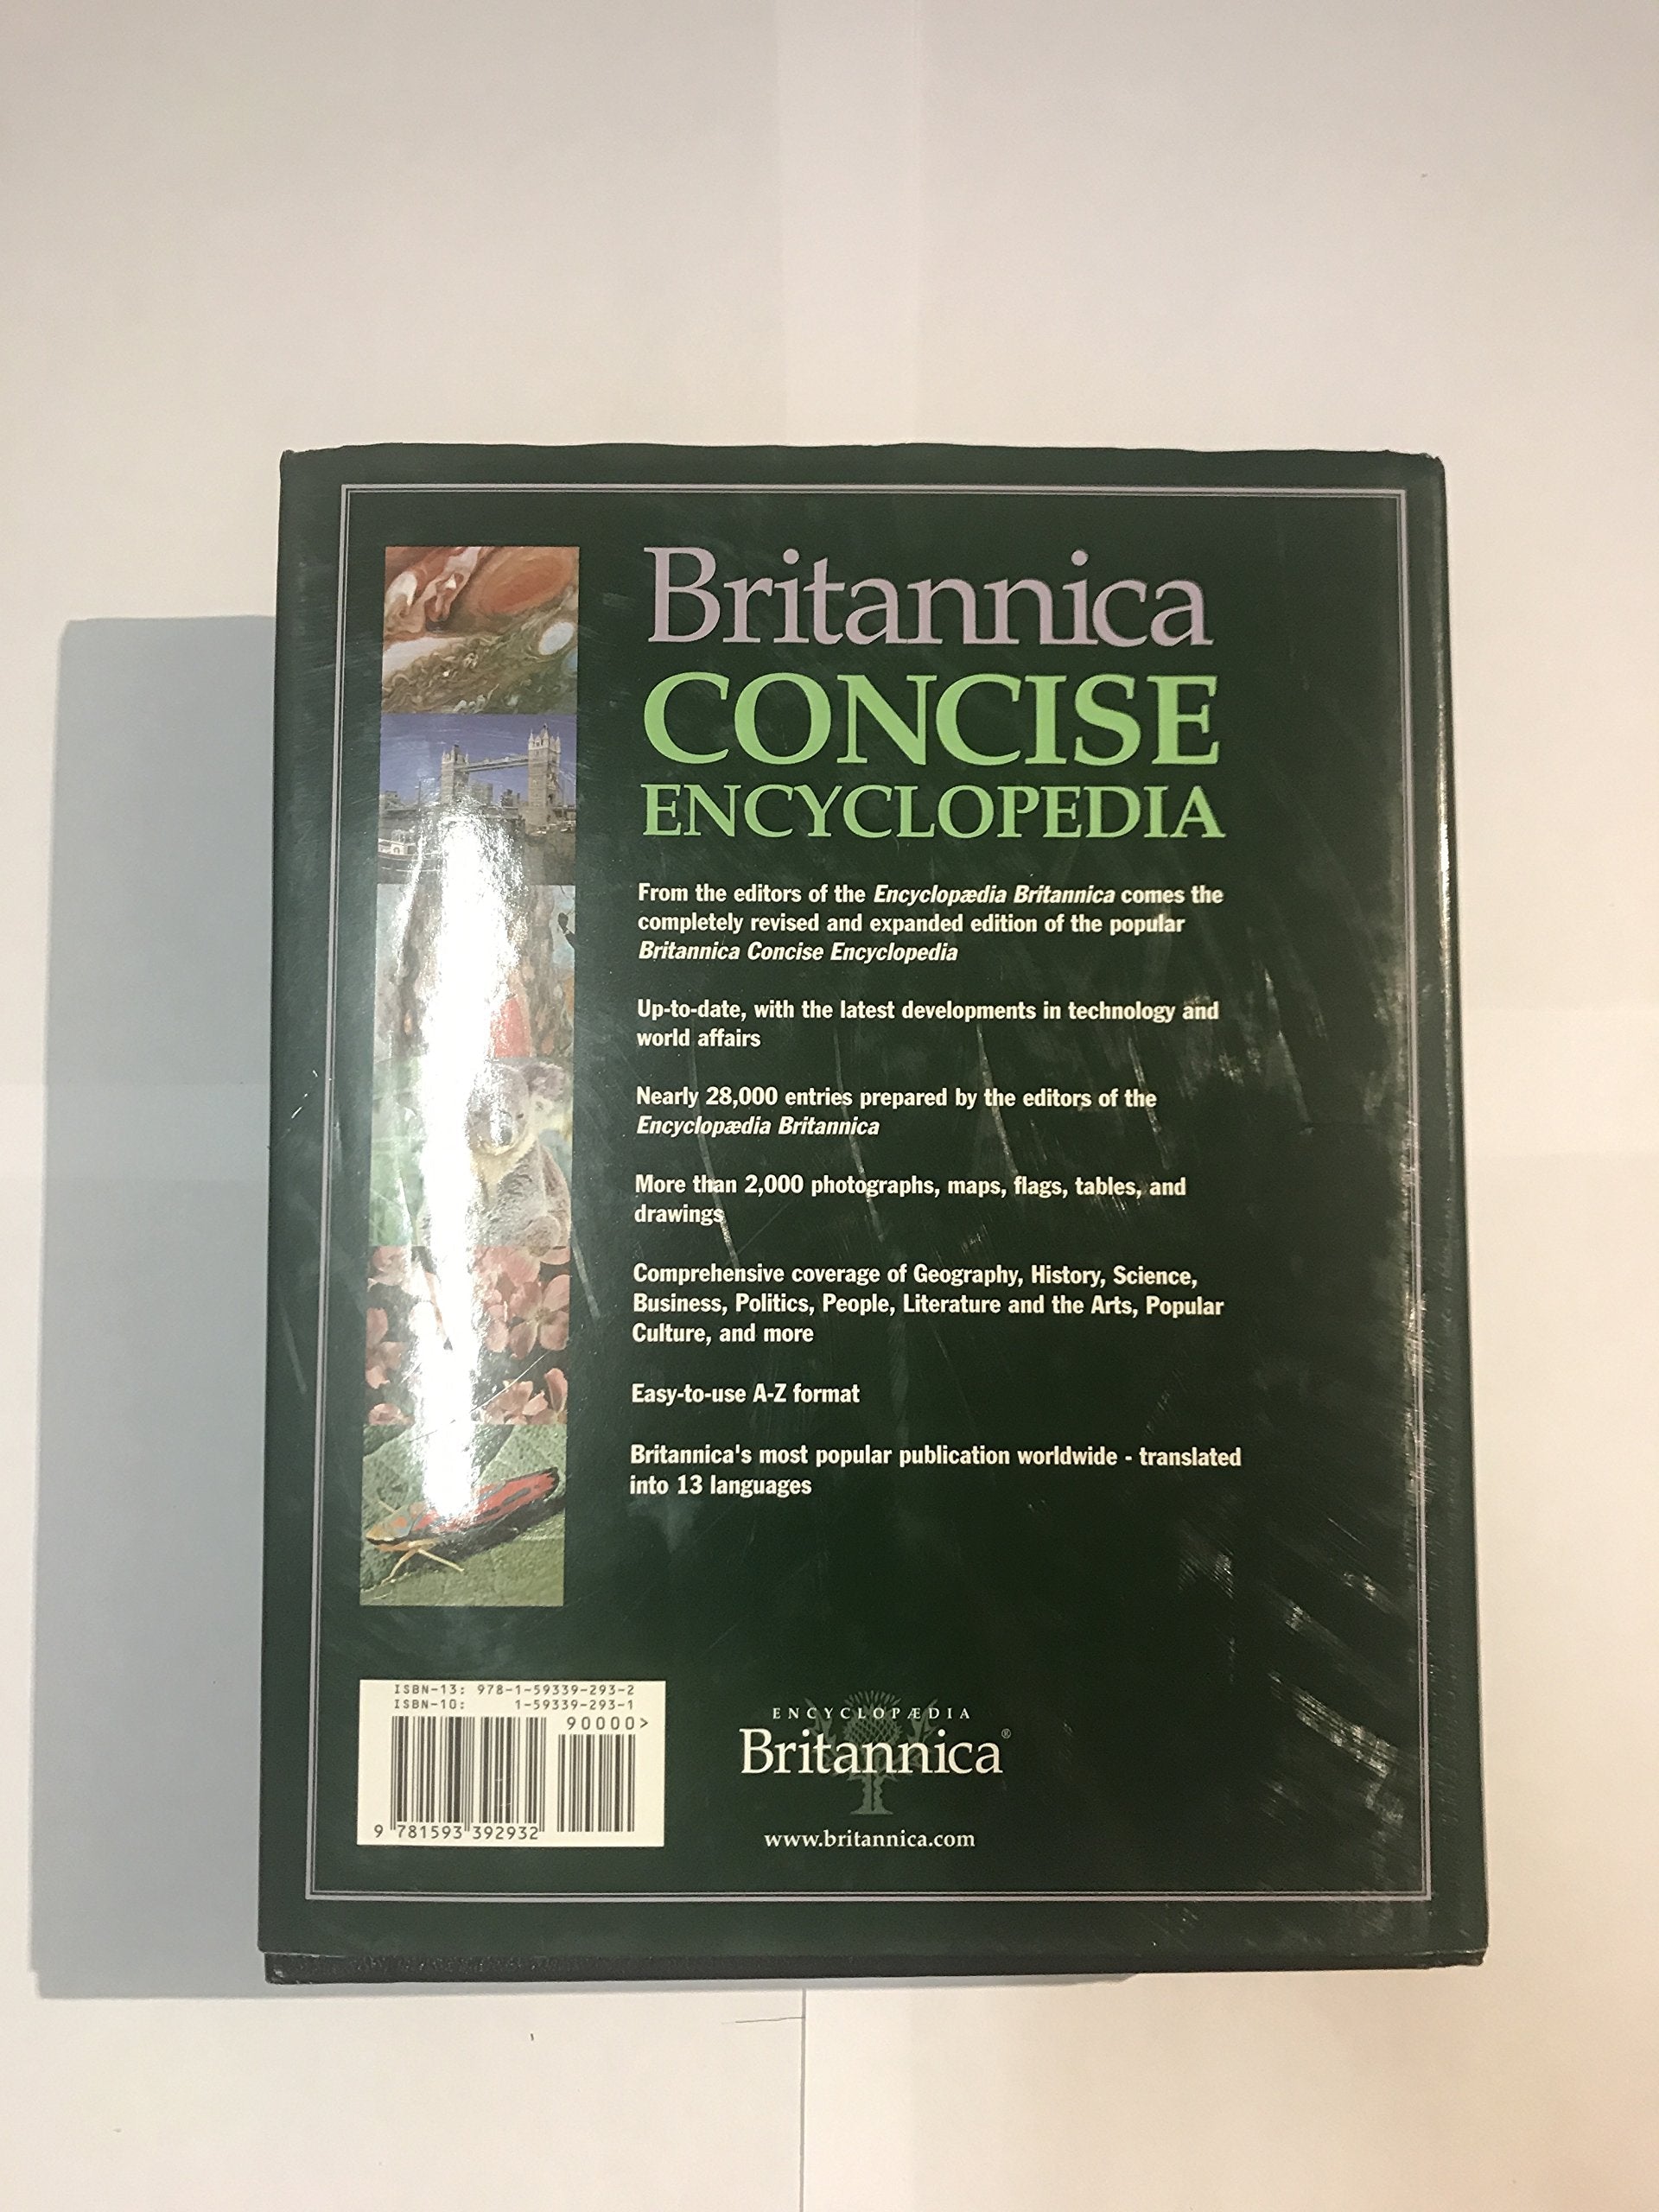 Britannica
CONCISE
ENCYCLOPEDIA
From the editors of the Encyclopædia Britannica comes the
completely revised and expanded edition of the popular
Britannica Concise Encyclopedia
Up-to-date, with the latest developments in technology and
world affairs
Nearly 28,000 entries prepared by the editors of the
Encyclopædia Britannica
More than 2,000 photographs, maps, flags, tables, and
drawings
Comprehensive coverage of Geography, History, Science,
Business, Politics, People, Literature and the Arts, Popular
Culture, and more
Easy-to-use A-Z format
Britannica's most popular publication worldwide - translated
into 13 languages
ISBN-13: 978-1-59339-293-2
ISBN-10: 1-59339-293-1
90000>
9 781593 392932
ENCYCLOPÆDIA
Britannica®
www.britannica.com